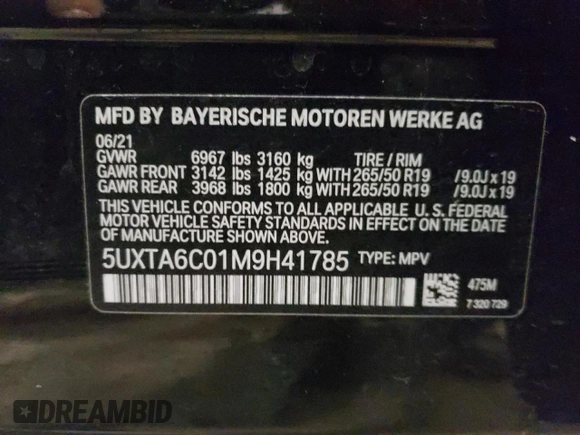 MFD BY BAYERISCHE MOTOREN WERKE AG
06/21
GVWR 6967 lbs 3160 kg TIRE / RIM
GAWR FRONT 3142 lbs 1425 kg WITH 265/50 R19 /9.0J x 19
GAWR REAR 3968 lbs 1800 kg WITH 265/50 R19 /9.0J x 19
THIS VEHICLE CONFORMS TO ALL APPLICABLE U. S. FEDERAL
MOTOR VEHICLE SAFETY STANDARDS IN EFFECT ON THE DATE
OF MANUFACTURE SHOWN ABOVE.
5UXTA6C01M9H41785 TYPE: MPV
475M
7 320 729
DREAMBID